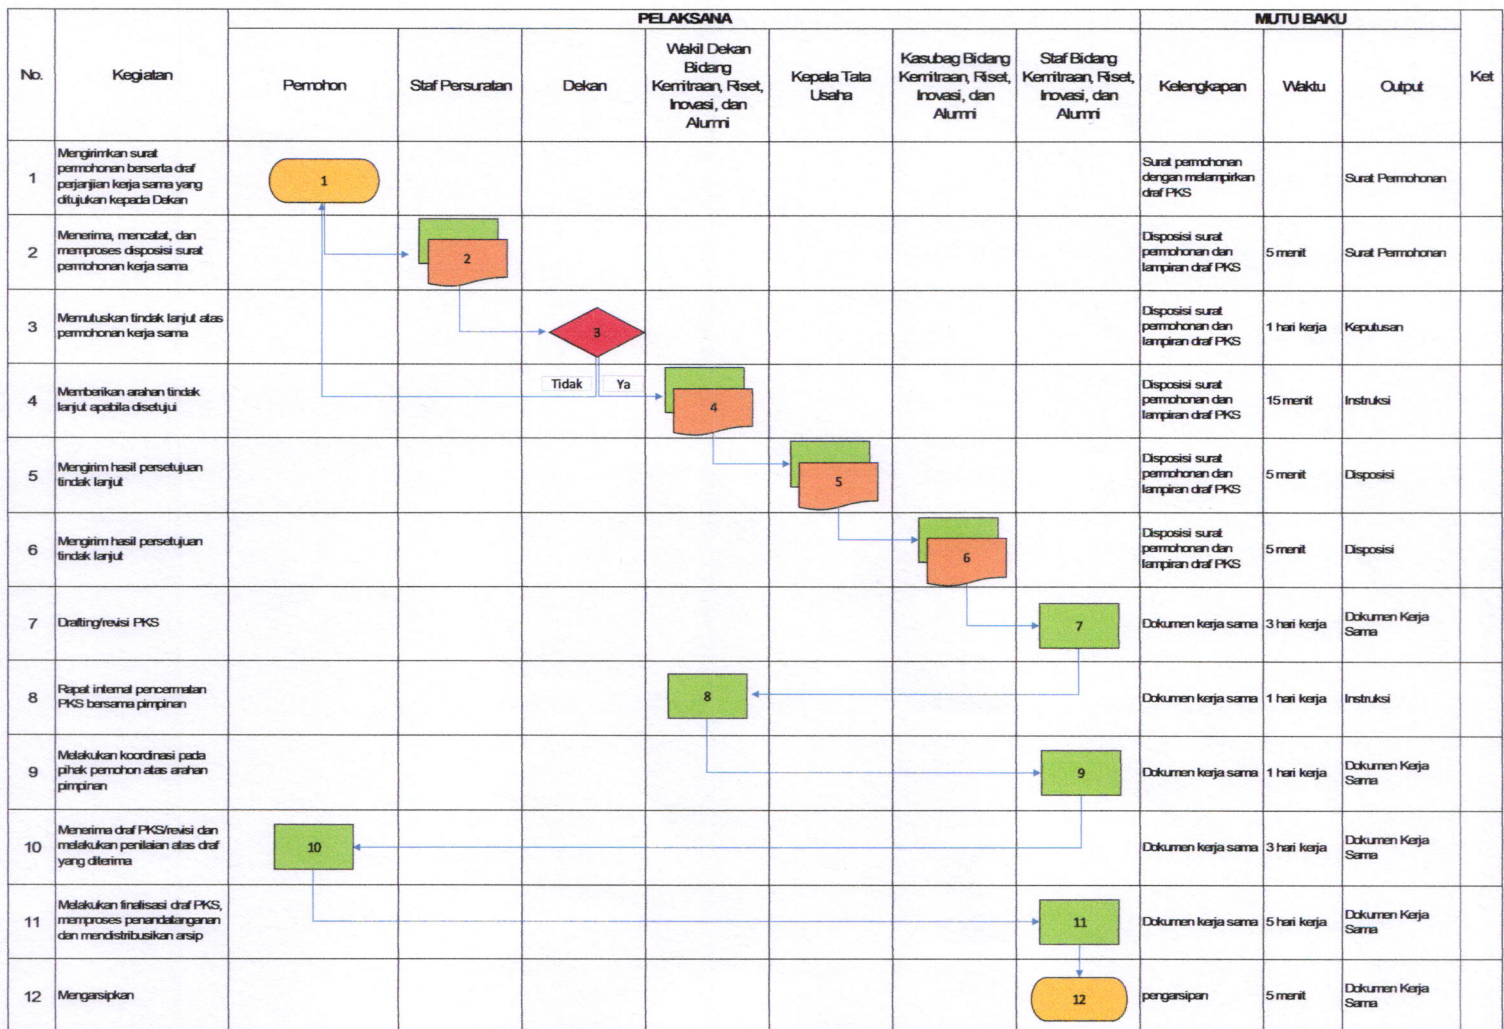 PELAKSANA
MUTU BAKU
No.
Kegiatan
Pemohon
Staf Persuratan
Dekan
Wakil Dekan
Bidang
Kemitraan, Riset,
Inovasi, dan
Alumni
Kepala Tata
Usaha
Kasubag Bidang
Kemitraan, Riset,
Inovasi, dan
Alumni
Staf Bidang
Kemitraan, Riset,
Inovasi, dan
Alumni
Kelengkapan
Waktu
Output
Ket
1
Mengirimkan surat
permohonan berserta draf
perjanjian kerja sama yang
ditujukan kepada Dekan
1
Surat permohonan
dengan melampirkan
draf PKS
Surat Permohonan
2
Menerima, mencatat, dan
memproses disposisi surat
permohonan kerja sama
2
Disposisi surat
permohonan dan
lampiran draf PKS
5 menit
Surat Permohonan
3
Memutuskan tindak lanjut atas
permohonan kerja sama
3
Disposisi surat
permohonan dan
lampiran draf PKS
1 hari kerja
Keputusan
Tidak
Ya
4
Memberikan arahan tindak
lanjut apabila disetujui
4
Disposisi surat
permohonan dan
lampiran draf PKS
15 menit
Instruksi
5
Mengirim hasil persetujuan
tindak lanjut
5
Disposisi surat
permohonan dan
lampiran draf PKS
5 menit
Disposisi
6
Mengirim hasil persetujuan
tindak lanjut
6
Disposisi surat
permohonan dan
lampiran draf PKS
5 menit
Disposisi
7
Drafting/revisi PKS
7
Dokumen kerja sama
3 hari kerja
Dokumen Kerja
Sama
8
Rapat internal pencermatan
PKS bersama pimpinan
8
Dokumen kerja sama
1 hari kerja
Instruksi
9
Melakukan koordinasi pada
pihak pemohon atas arahan
pimpinan
9
Dokumen kerja sama
1 hari kerja
Dokumen Kerja
Sama
10
Menerima draf PKS/revisi dan
melakukan penilaian atas draf
yang diterima
10
Dokumen kerja sama
3 hari kerja
Dokumen Kerja
Sama
11
Melakukan finalisasi draf PKS,
memproses penandatanganan
dan mendistribusikan arsip
11
Dokumen kerja sama
5 hari kerja
Dokumen Kerja
Sama
12
Mengarsipkan
12
pengarsipan
5 menit
Dokumen Kerja
Sama